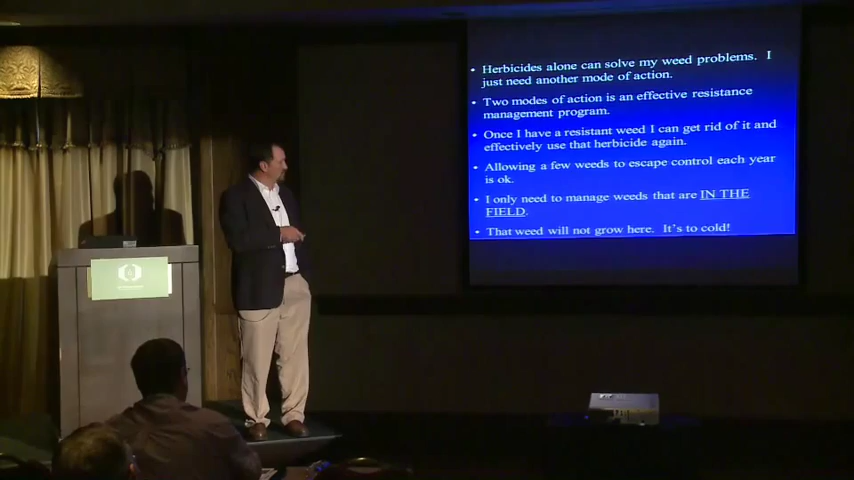 • Herbicides alone can solve my weed problems. I
just need another mode of action.
• Two modes of action is an effective resistance
management program.
• Once I have a resistant weed I can get rid of it and
effectively use that herbicide again.
• Allowing a few weeds to escape control each year
is ok.
• I only need to manage weeds that are IN THE
FIELD.
• That weed will not grow here. It's to cold!